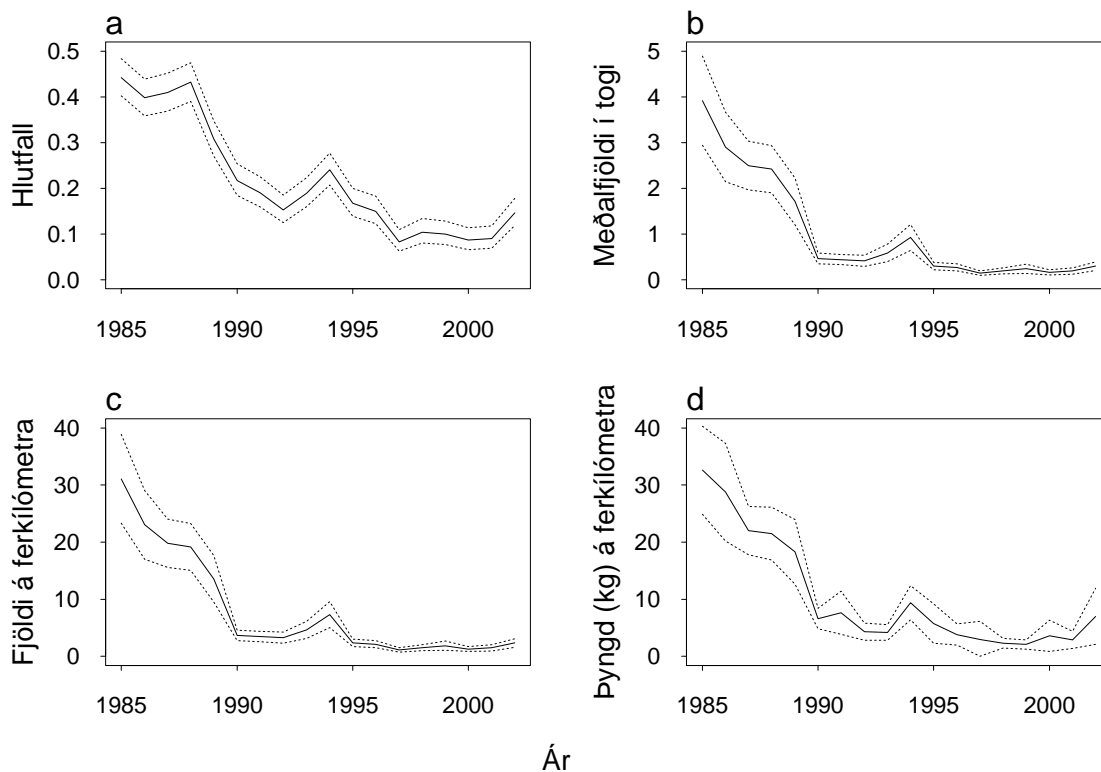 a
Hlutfall
0.5
0.4
0.3
0.2
0.1
0.0
1985 1990 1995 2000
b
Meðalfjöldi í togi
5
4
3
2
1
0
1985 1990 1995 2000
c
Fjöldi á ferkílómetra
40
30
20
10
0
1985 1990 1995 2000
d
Þyngd (kg) á ferkílómetra
40
30
20
10
0
1985 1990 1995 2000
Ár